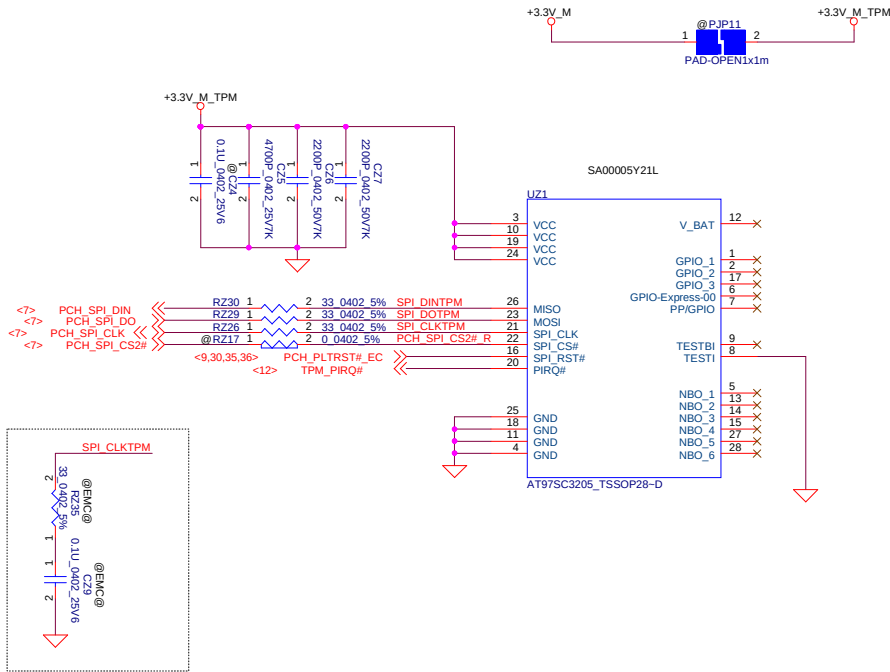 +3.3V_M
+3.3V_M_TPM
@PJP11
1
2
PAD-OPEN1x1m
+3.3V_M_TPM
1
2
0.1U_0402_25V6
@CZ4
1
2
4700P_0402_25V7K
CZ5
1
2
2200P_0402_50V7K
CZ6
1
2
2200P_0402_50V7K
CZ7
SA00005Y21L
UZ1
3 VCC
10 VCC
19 VCC
24 VCC
V_BAT 12
GPIO_1 1
GPIO_2 2
GPIO_3 17
GPIO-Express-00 6
PP/GPIO 7
<7> PCH_SPI_DIN RZ30 1 2 33_0402_5% SPI_DINTPM 26 MISO
<7> PCH_SPI_DO RZ29 1 2 33_0402_5% SPI_DOTPM 23 MOSI
<7> PCH_SPI_CLK RZ26 1 2 33_0402_5% SPI_CLKTPM 21 SPI_CLK
<7> PCH_SPI_CS2# @RZ17 1 2 0_0402_5% PCH_SPI_CS2#_R 22 SPI_CS#
<9,30,35,36> PCH_PLTRST#_EC 16 SPI_RST#
<12> TPM_PIRQ# 20 PIRQ#
TESTBI 9
TESTI 8
NBO_1 5
NBO_2 13
NBO_3 14
NBO_4 15
NBO_5 27
NBO_6 28
25 GND
18 GND
11 GND
4 GND
AT97SC3205_TSSOP28~D
SPI_CLKTPM
2
1
33_0402_5%
RZ35
@EMC@
1
2
0.1U_0402_25V6
CZ9
@EMC@